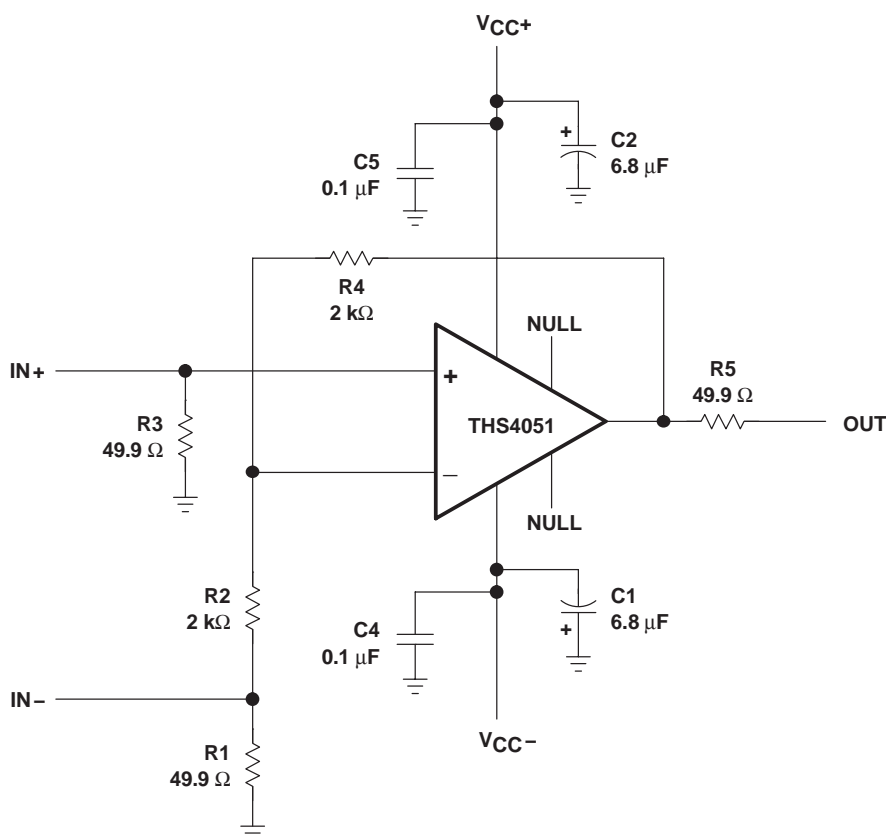 VCC+
C5
0.1 μF
+
C2
6.8 μF
R4
2 kΩ
NULL
IN+
+
R5
49.9 Ω
R3
49.9 Ω
THS4051
OUT
−
NULL
R2
2 kΩ
C4
0.1 μF
C1
6.8 μF
+
IN−
VCC−
R1
49.9 Ω